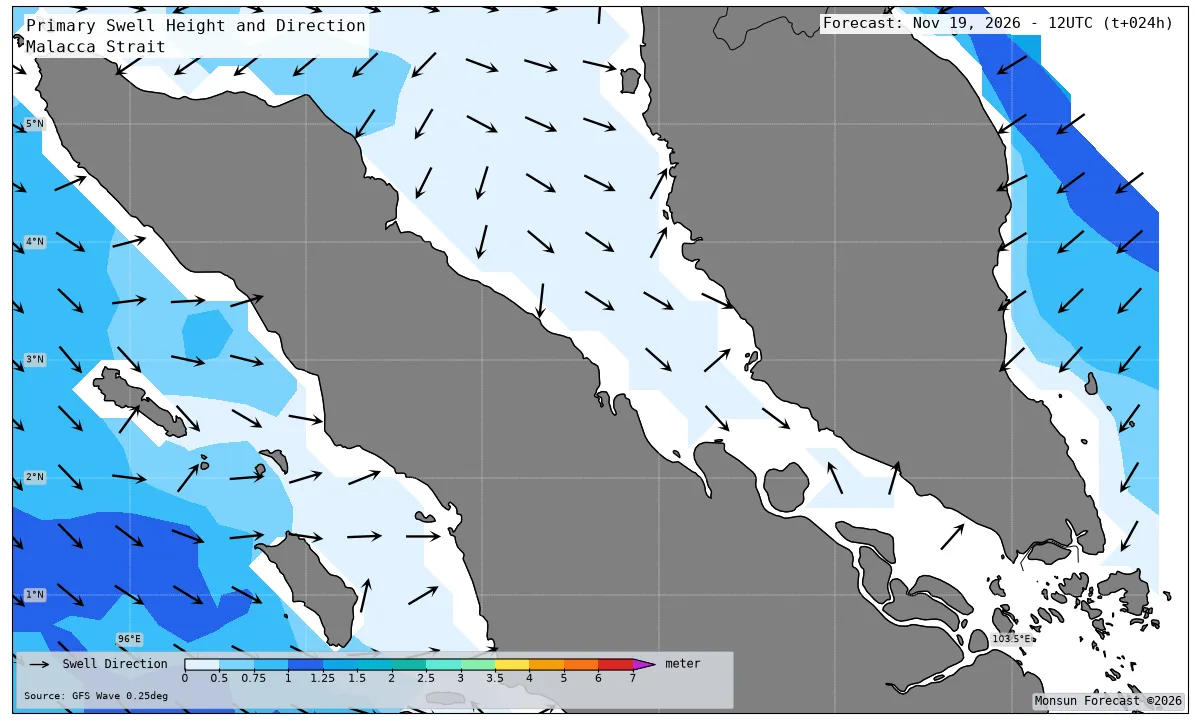 Primary Swell Height and Direction
Malacca Strait
Forecast: Nov 19, 2026 - 12UTC (t+024h)
5°N
4°N
3°N
2°N
1°N
96°E
103.5°E
Swell Direction
0 0.5 0.75 1 1.25 1.5 2 2.5 3 3.5 4 5 6 7
meter
Source: GFS Wave 0.25deg
Monsun Forecast ©2026